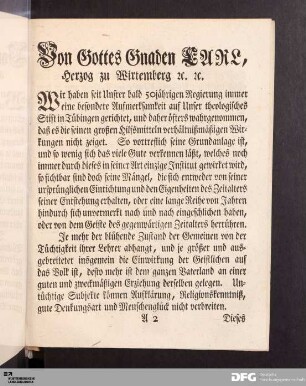 Von Gottes Gnaden KARL,
Herzog zu Wirtemberg ꝛc. ꝛc.
Wir haben seit Unsrer bald 50jährigen Regierung immer
eine besondere Aufmerksamkeit auf Unser theologisches
Stift in Tübingen gerichtet, und daher öfters wahrgenommen,
daß es die seinen großen Hilfsmitteln verhältnißmäßigen Wir-
kungen nicht zeiget. So vortreflich seine Grundanlage ist,
und so wenig sich das viele Gute verkennen läßt, welches noch
immer durch dieses in seiner Art einzige Institut gewirkt wird,
so sichtbar sind doch seine Mängel, die sich entweder von seiner
ursprünglichen Einrichtung und den Eigenheiten des Zeitalters
seiner Entstehung erhalten, oder eine lange Reihe von Jahren
hindurch sich unvermerkt nach und nach eingeschlichen haben,
oder von dem Geiste des gegenwärtigen Zeitalters herrühren.
Je mehr der blühende Zustand der Gemeinen von der
Tüchtigkeit ihrer Lehrer abhangt, und je größer und aus-
gebreiteter insgemein die Einwirkung der Geistlichen auf
das Volk ist, desto mehr ist dem ganzen Vaterland an einer
guten und zweckmäßigen Erziehung derselben gelegen. Un-
tüchtige Subjekte können Aufklärung, Religionskenntniß,
gute Denkungsart und Menschenglück nicht verbreiten.
A 2 Dieses
DFG